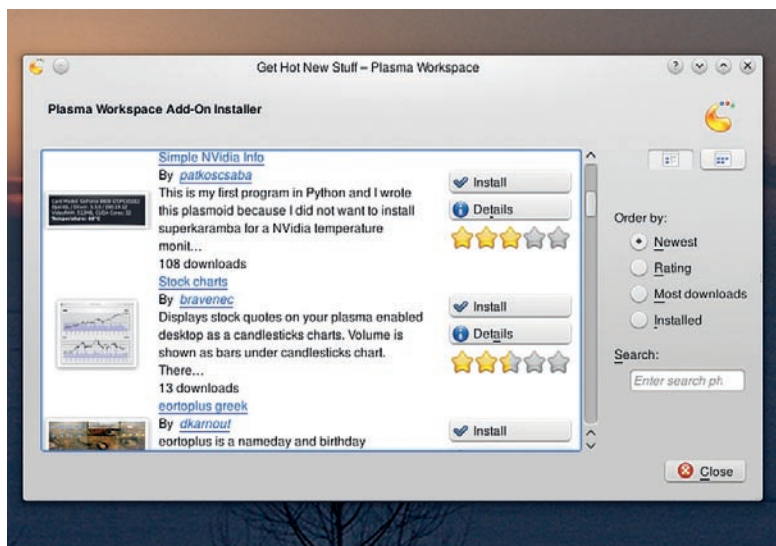 Get Hot New Stuff – Plasma Workspace
Plasma Workspace Add-On Installer
Simple NVidia Info
By patkoscsaba
This is my first program in Python and I wrote
this plasmoid because I did not want to install
superkaramba for a NVidia temperature
monit...
108 downloads
Install
Details
Stock charts
By bravenec
Displays stock quotes on your plasma enabled
desktop as a candlesticks charts. Volume is
shown as bars under candlesticks chart.
There...
13 downloads
Install
Details
eortoplus greek
By dkarnout
eortoplus is a nameday and birthday
Install
Order by:
Newest
Rating
Most downloads
Installed
Search:
Enter search ph
Close